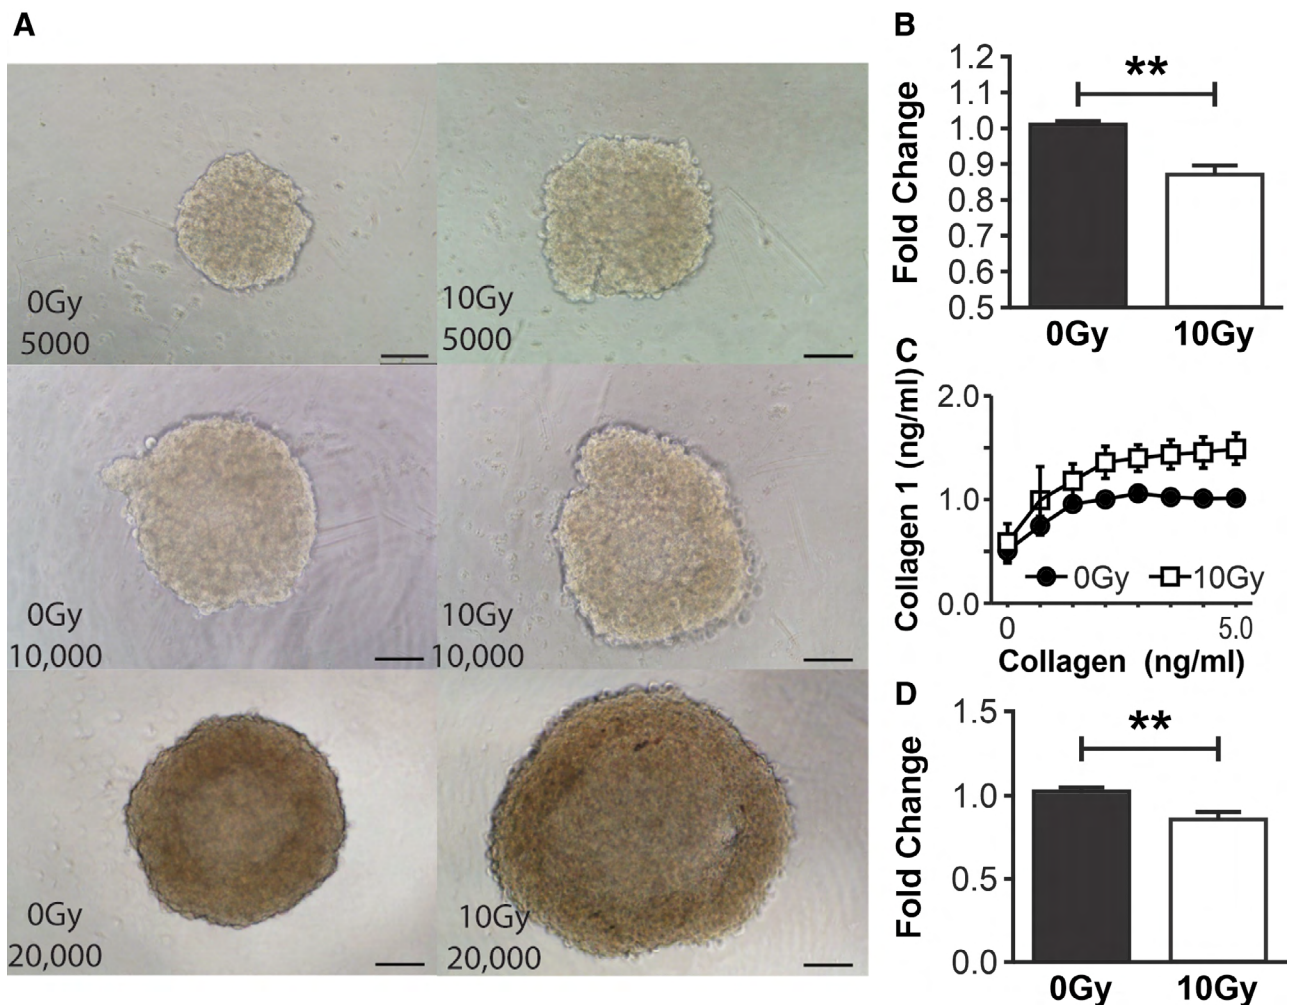 A
0Gy
5000
10Gy
5000
0Gy
10,000
10Gy
10,000
0Gy
20,000
10Gy
20,000
B
Fold Change
1.2
1.1
1.0
0.9
0.8
0.7
0.6
0.5
**
0Gy
10Gy
C
Collagen 1 (ng/ml)
2.0
1.0
0.0
0Gy
10Gy
0
5.0
Collagen (ng/ml)
D
Fold Change
1.5
1.0
0.5
0.0
**
0Gy
10Gy